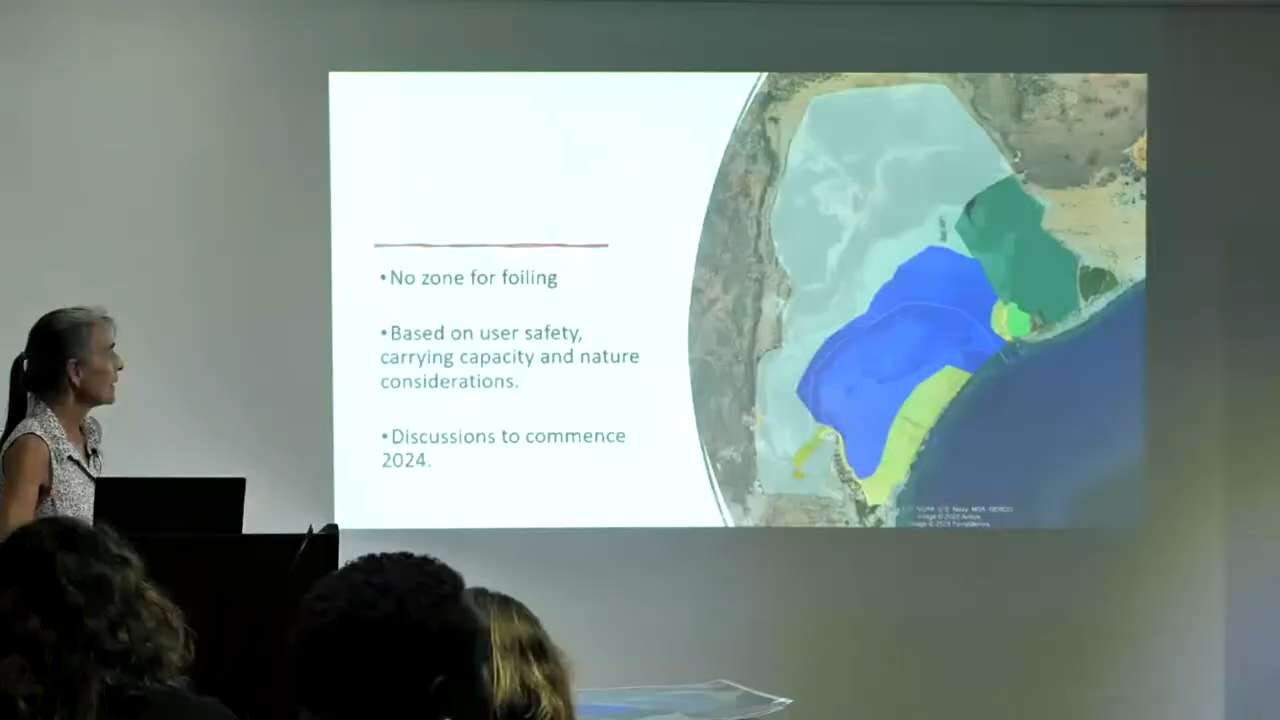 •No zone for foiling
•Based on user safety,
carrying capacity and nature
considerations.
•Discussions to commence
2024.